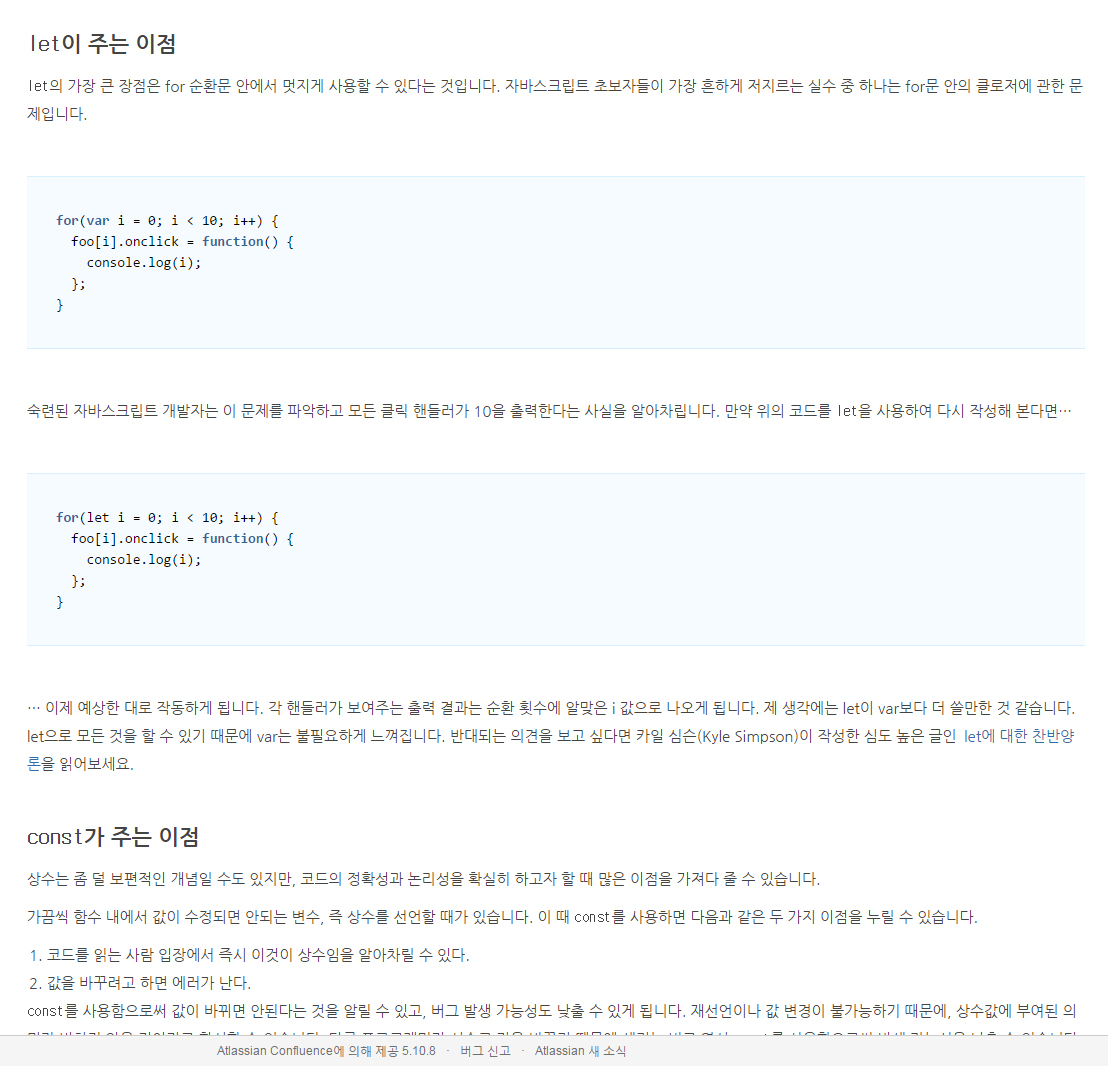 let이 주는 이점
let의 가장 큰 장점은 for 순환문 안에서 멋지게 사용할 수 있다는 것입니다. 자바스크립트 초보자들이 가장 흔하게 저지르는 실수 중 하나는 for문 안의 클로저에 관한 문
제입니다.
for(var i = 0; i < 10; i++) {
  foo[i].onclick = function() {
    console.log(i);
  };
}
숙련된 자바스크립트 개발자는 이 문제를 파악하고 모든 클릭 핸들러가 10을 출력한다는 사실을 알아차립니다. 만약 위의 코드를 let을 사용하여 다시 작성해 본다면…
for(let i = 0; i < 10; i++) {
  foo[i].onclick = function() {
    console.log(i);
  };
}
… 이제 예상한 대로 작동하게 됩니다. 각 핸들러가 보여주는 출력 결과는 순환 횟수에 알맞은 i 값으로 나오게 됩니다. 제 생각에는 let이 var보다 더 쓸만한 것 같습니다.
let으로 모든 것을 할 수 있기 때문에 var는 불필요하게 느껴집니다. 반대되는 의견을 보고 싶다면 카일 심슨(Kyle Simpson)이 작성한 심도 높은 글인 let에 대한 찬반양
론을 읽어보세요.
const가 주는 이점
상수는 좀 덜 보편적인 개념일 수도 있지만, 코드의 정확성과 논리성을 확실히 하고자 할 때 많은 이점을 가져다 줄 수 있습니다.
가끔씩 함수 내에서 값이 수정되면 안되는 변수, 즉 상수를 선언할 때가 있습니다. 이 때 const를 사용하면 다음과 같은 두 가지 이점을 누릴 수 있습니다.
1. 코드를 읽는 사람 입장에서 즉시 이것이 상수임을 알아차릴 수 있다.
2. 값을 바꾸려고 하면 에러가 난다.
const를 사용함으로써 값이 바뀌면 안된다는 것을 알릴 수 있고, 버그 발생 가능성도 낮출 수 있게 됩니다. 재선언이나 값 변경이 불가능하기 때문에, 상수값에 부여된 의
Atlassian Confluence에 의해 제공 5.10.8 · 버그 신고 · Atlassian 새 소식